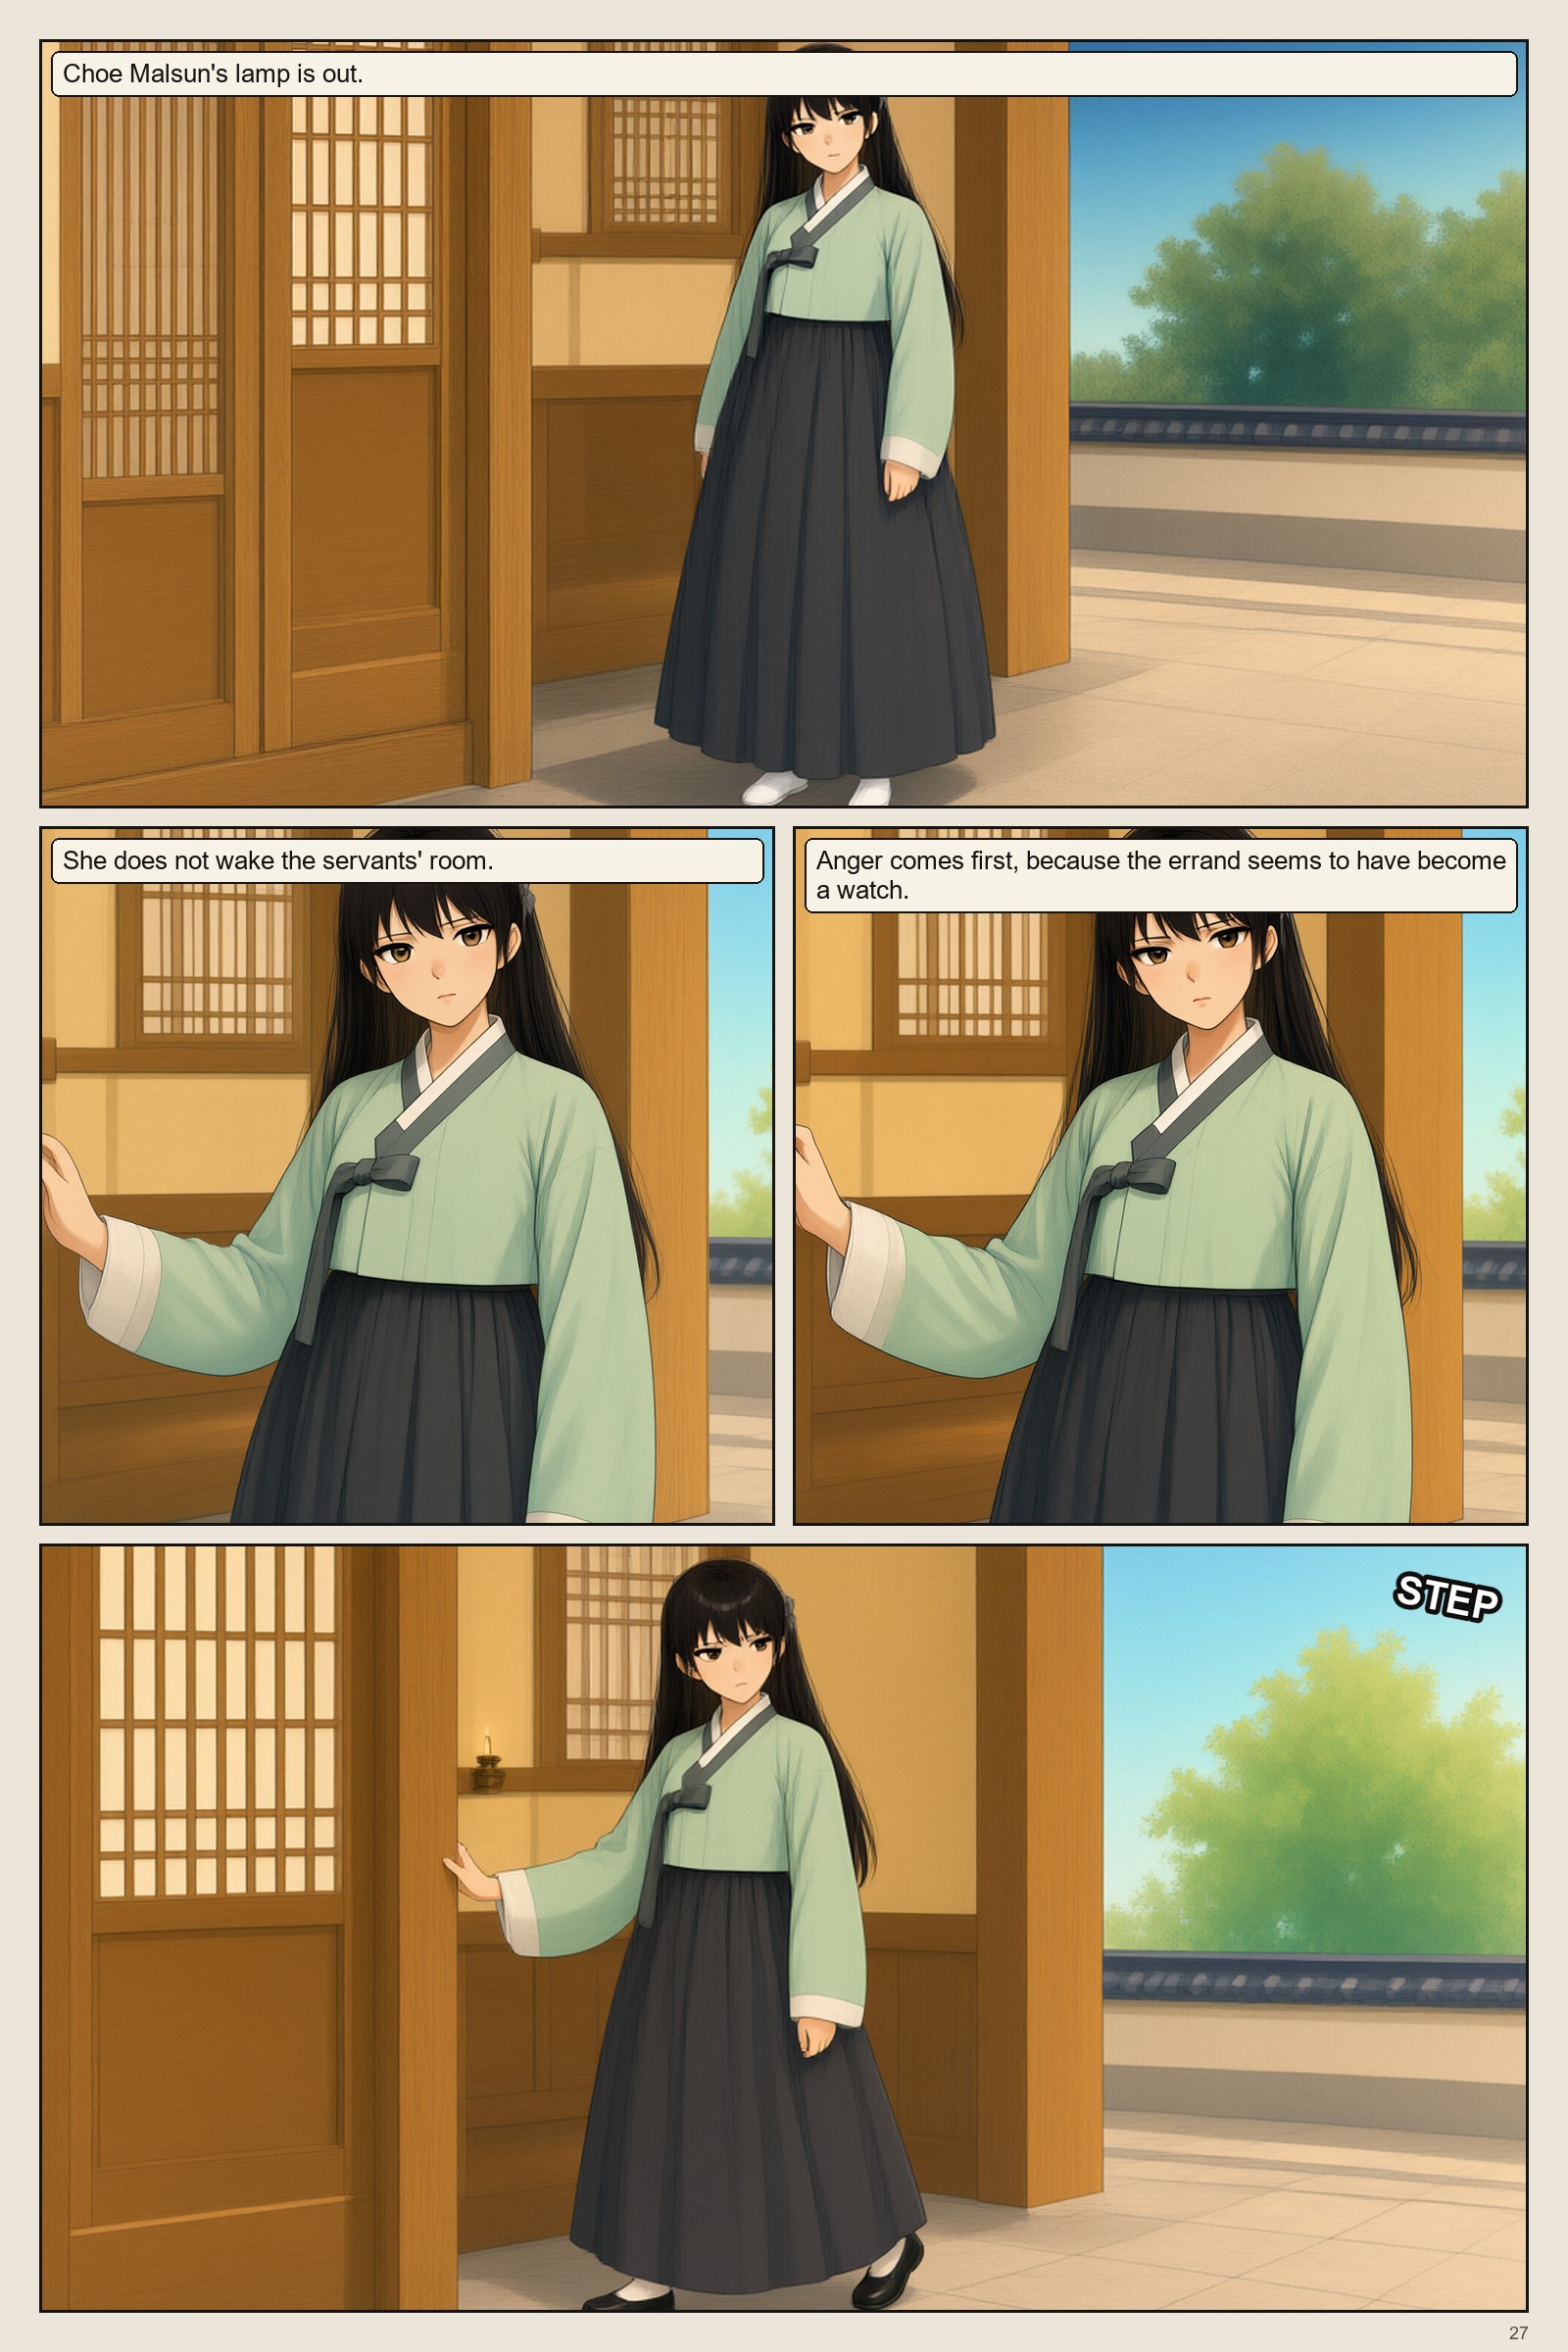 Choe Malsun's lamp is out.
She does not wake the servants' room.
Anger comes first, because the errand seems to have become
a watch.
STEP
27